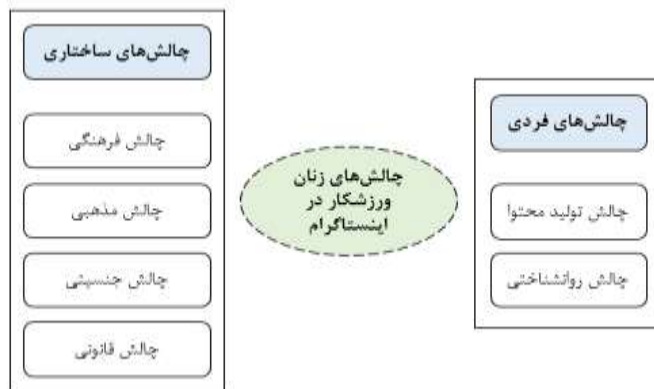 چالش‌های فردی
چالش تولید محتوا
چالش روانشناختی
چالش‌های زنان
ورزشکار در
اینستاگرام
چالش‌های ساختاری
چالش فرهنگی
چالش مذهبی
چالش جنسیتی
چالش قانونی